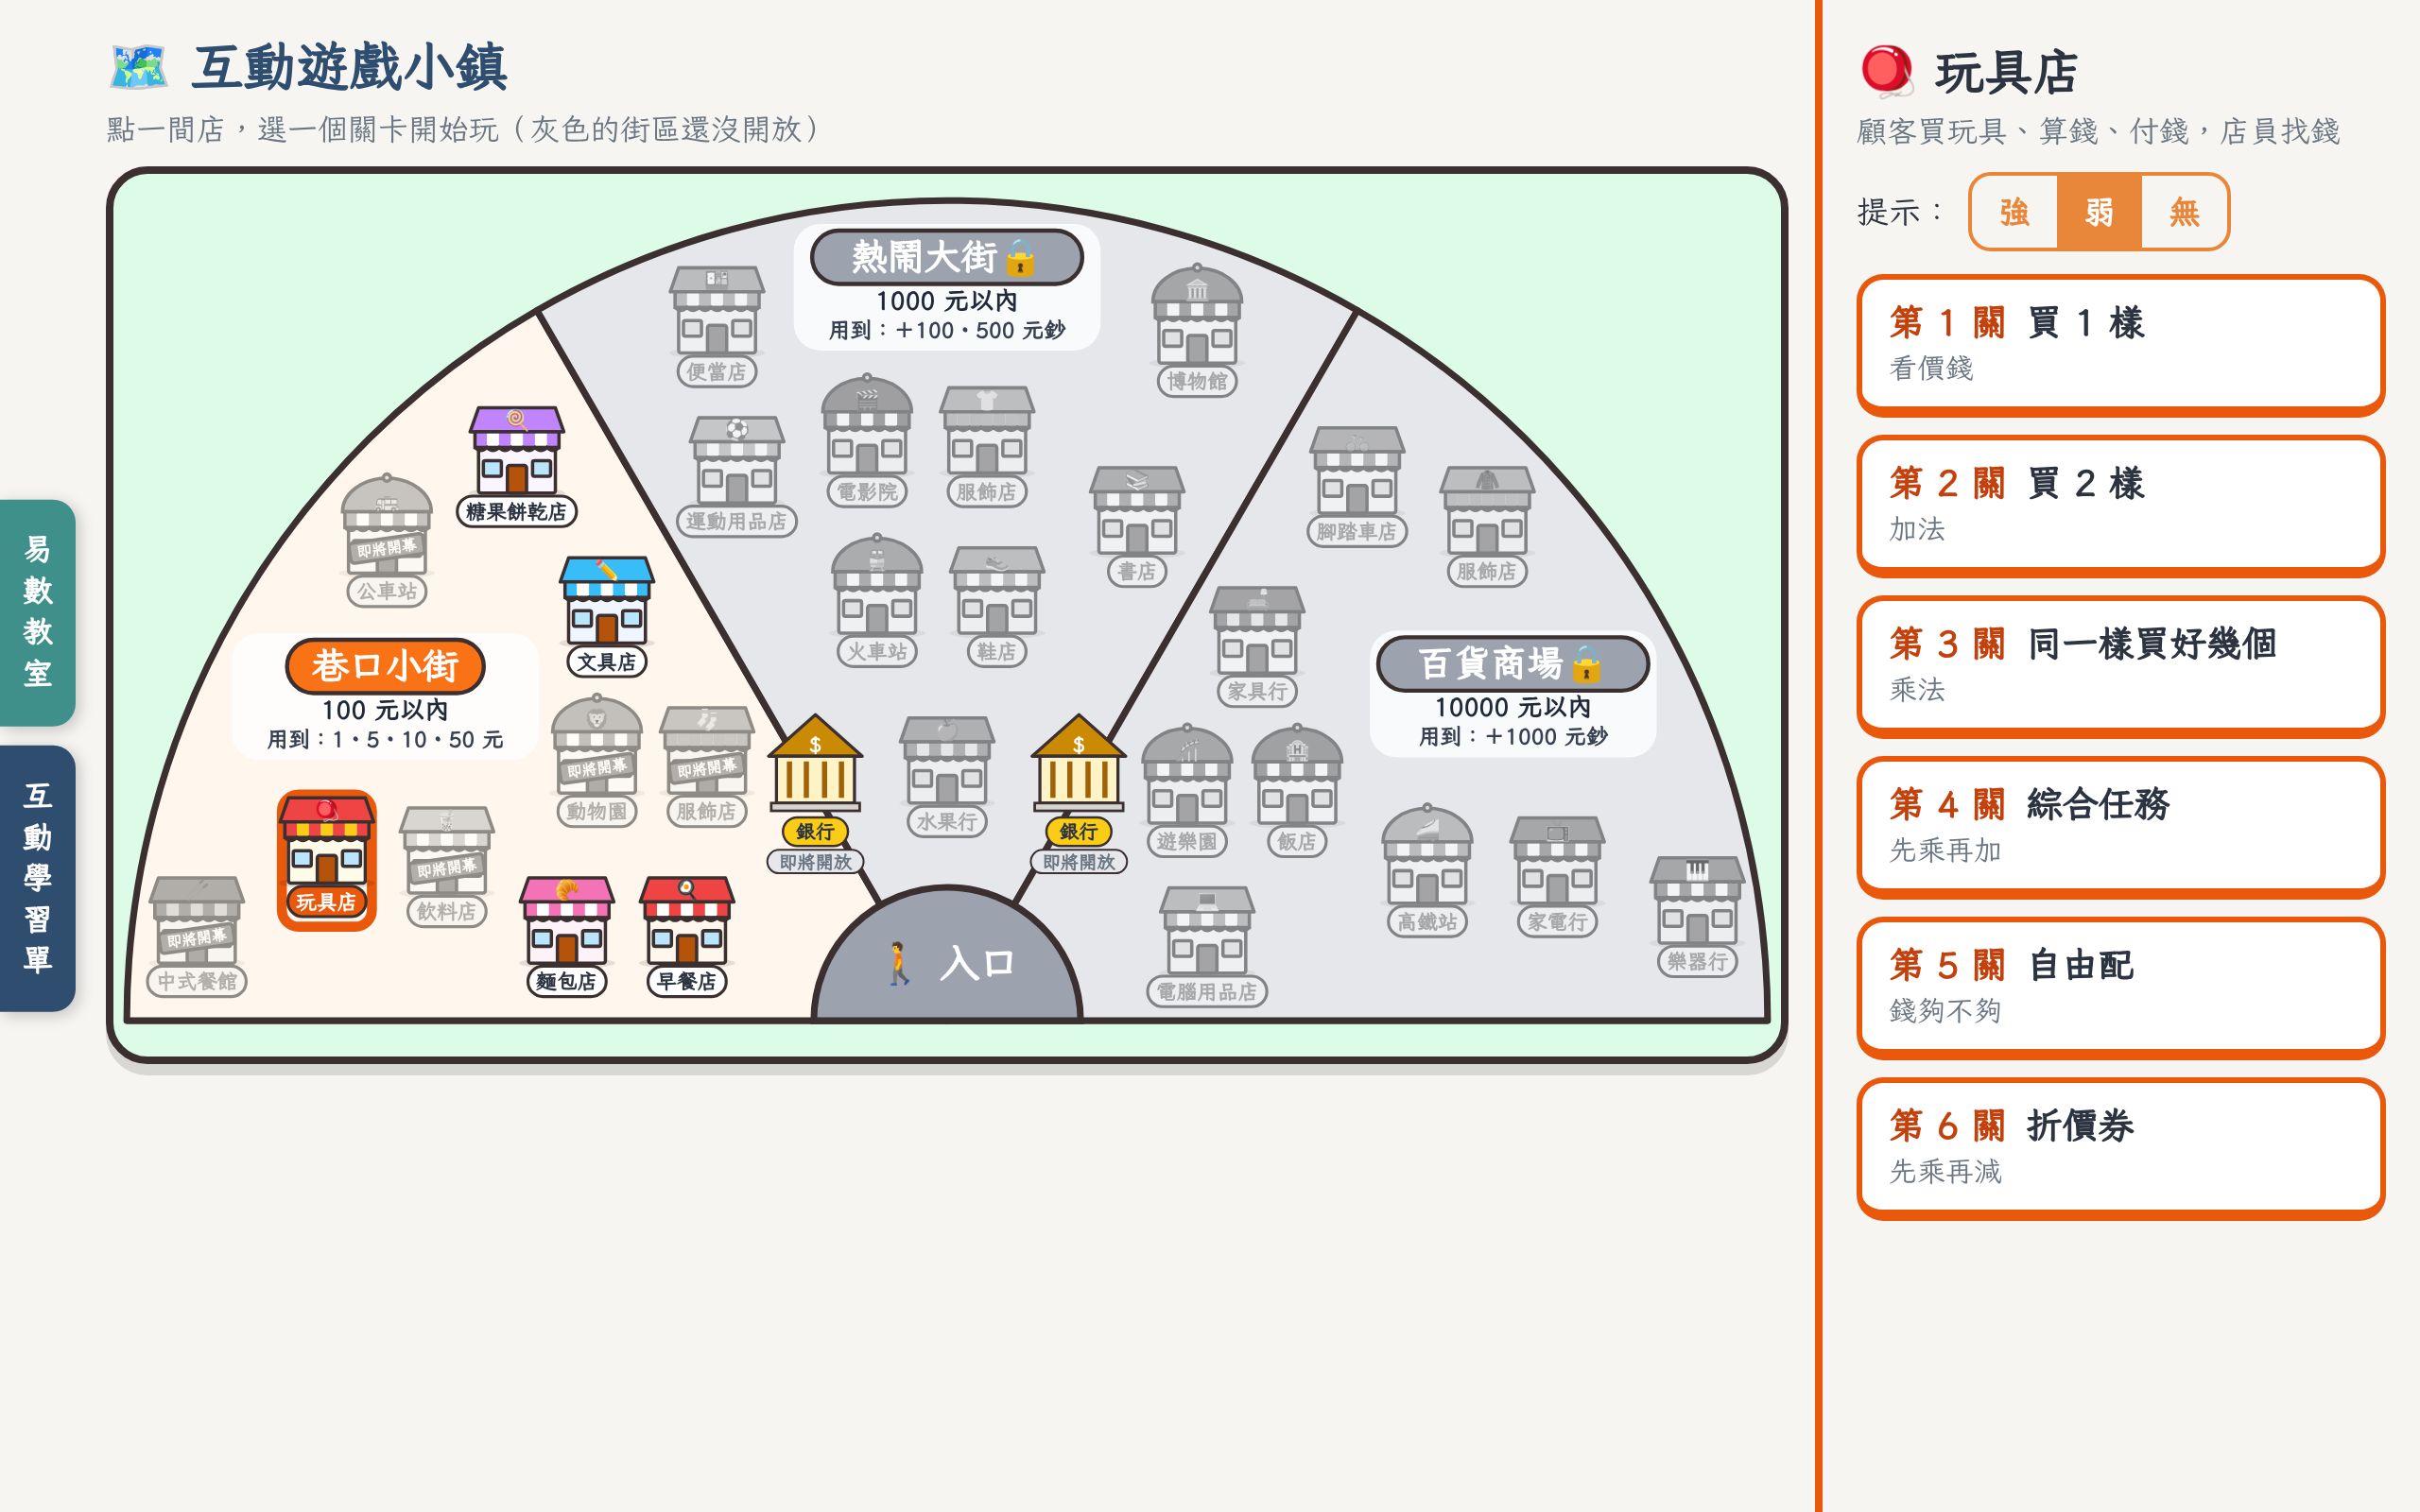 互動遊戲小鎮
點一間店，選一個關卡開始玩（灰色的街區還沒開放）
易數教室
互動學習單
熱鬧大街
1000 元以內
用到：＋100・500 元鈔
便當店
博物館
運動用品店
電影院
服飾店
書店
火車站
鞋店
水果行
糖果餅乾店
即將開幕
公車站
文具店
巷口小街
100 元以內
用到：1・5・10・50 元
即將開幕
動物園
即將開幕
服飾店
玩具店
即將開幕
飲料店
即將開幕
中式餐館
麵包店
早餐店
$
銀行
即將開放
$
銀行
即將開放
入口
腳踏車店
服飾店
家具行
百貨商場
10000 元以內
用到：＋1000 元鈔
遊樂園
H
飯店
高鐵站
家電行
樂器行
電腦用品店
玩具店
顧客買玩具、算錢、付錢，店員找錢
提示：
強
弱
無
第 1 關 買 1 樣
看價錢
第 2 關 買 2 樣
加法
第 3 關 同一樣買好幾個
乘法
第 4 關 綜合任務
先乘再加
第 5 關 自由配
錢夠不夠
第 6 關 折價券
先乘再減